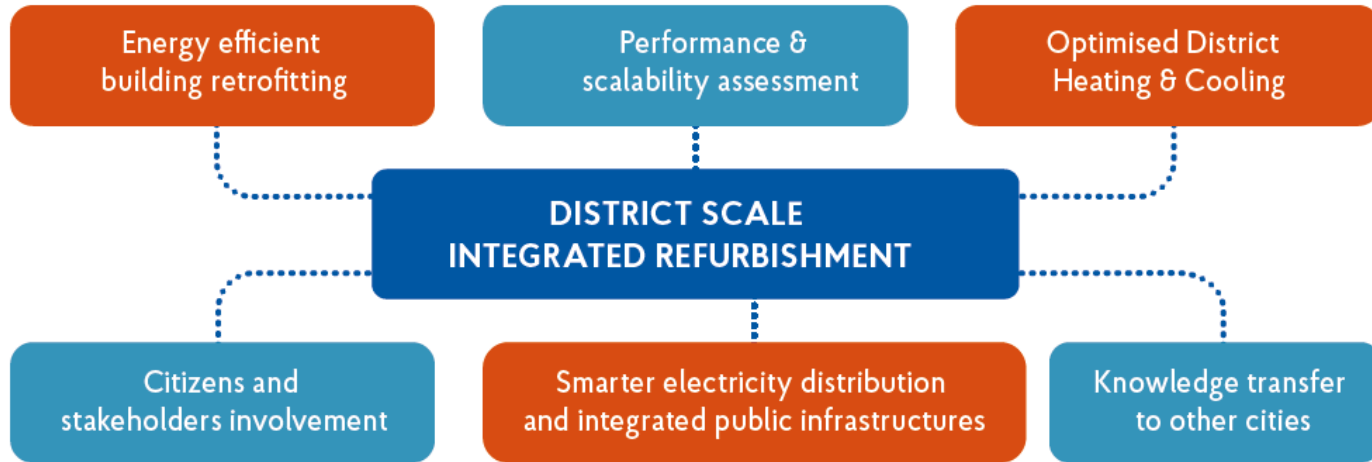 Energy efficient
building retrofitting
Performance &
scalability assessment
Optimised District
Heating & Cooling
DISTRICT SCALE
INTEGRATED REFURBISHMENT
Citizens and
stakeholders involvement
Smarter electricity distribution
and integrated public infrastructures
Knowledge transfer
to other cities